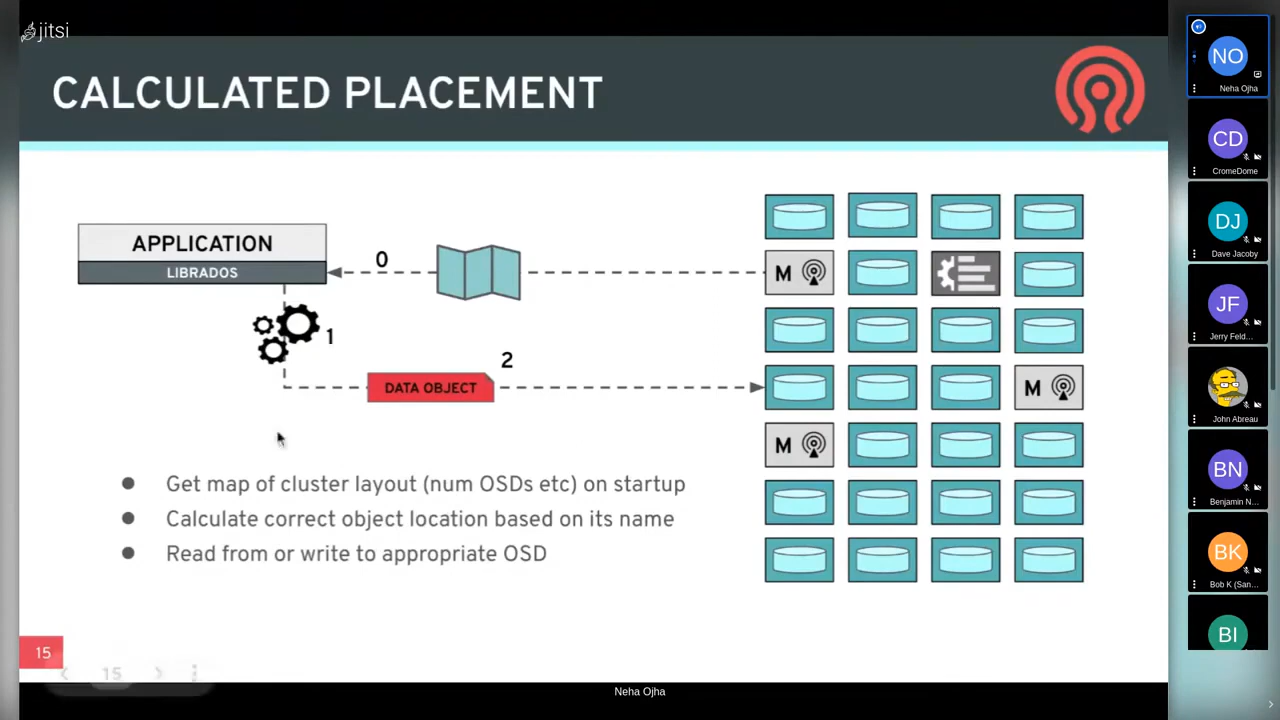 jitsi
CALCULATED PLACEMENT
APPLICATION
LIBRADOS
0
1
2
DATA OBJECT
M
M
M
● Get map of cluster layout (num OSDs etc) on startup
● Calculate correct object location based on its name
● Read from or write to appropriate OSD
15
15
Neha Ojha
NO
Neha Ojha
CD
CromeDome
DJ
Dave Jacoby
JF
Jerry Feld...
John Abreau
BN
Benjamin N...
BK
Bob K (San...
BI